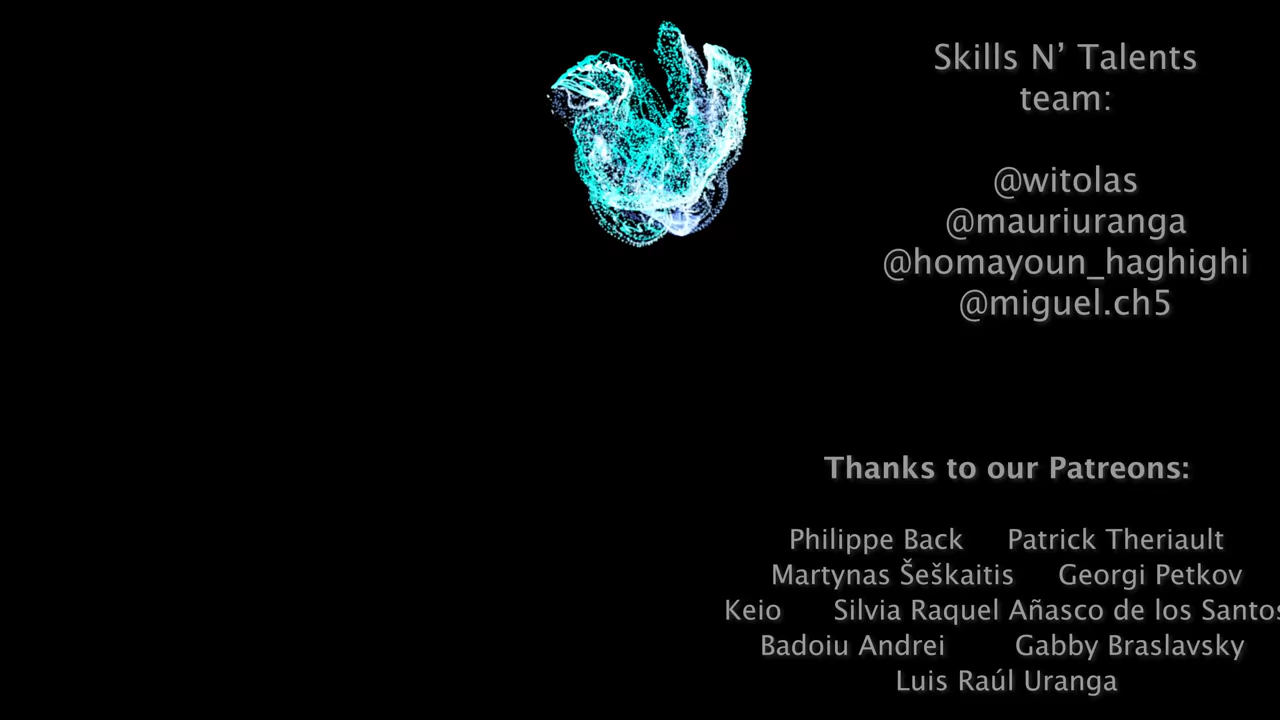 Skills N’ Talents
team:
@witolas
@mauriuranga
@homayoun_haghighi
@miguel.ch5
Thanks to our Patreons:
Philippe Back Patrick Theriault
Martynas Šeškaitis Georgi Petkov
Keio Silvia Raquel Añasco de los Santos
Badoiu Andrei Gabby Braslavsky
Luis Raúl Uranga